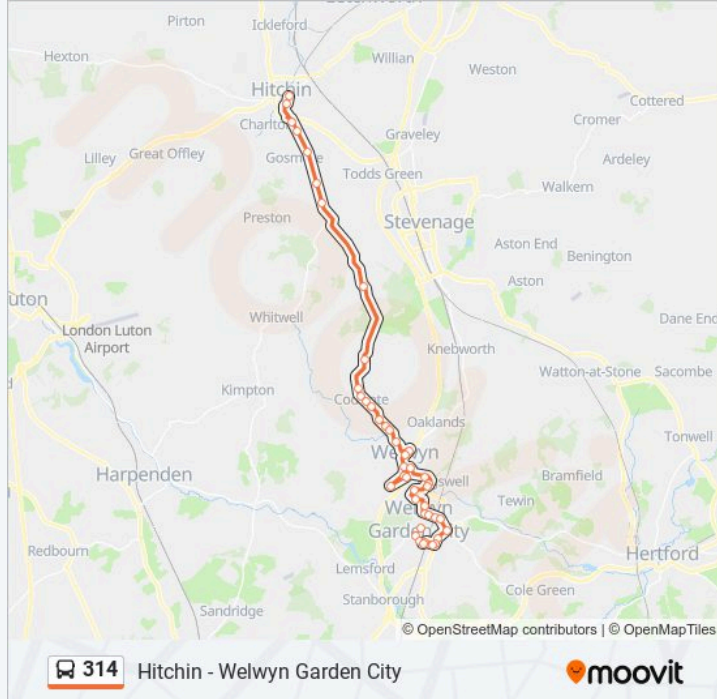 Pirton
Ickleford
Hexton
Willian
Weston
Hitchin
Cottered
Charlton
Cromer
Graveley
Lilley
Great Offley
Gosmore
Ardeley
Todds Green
Walkern
Preston
Stevenage
Aston End
Benington
Aston
uton
Whitwell
Dane End
London Luton
Airport
Knebworth
Watton-at-Stone
Sacombe
Kimpton
Codicote
Oaklands
Tonwell
Welwyn
Harpenden
Bramfield
Tewin
Welwyn
Garden City
Redbourn
Hertford
Lemsford
Cole Green
Stanborough
Sandridge
© OpenStreetMap contributors | © OpenMapTiles
314 Hitchin - Welwyn Garden City
moovit